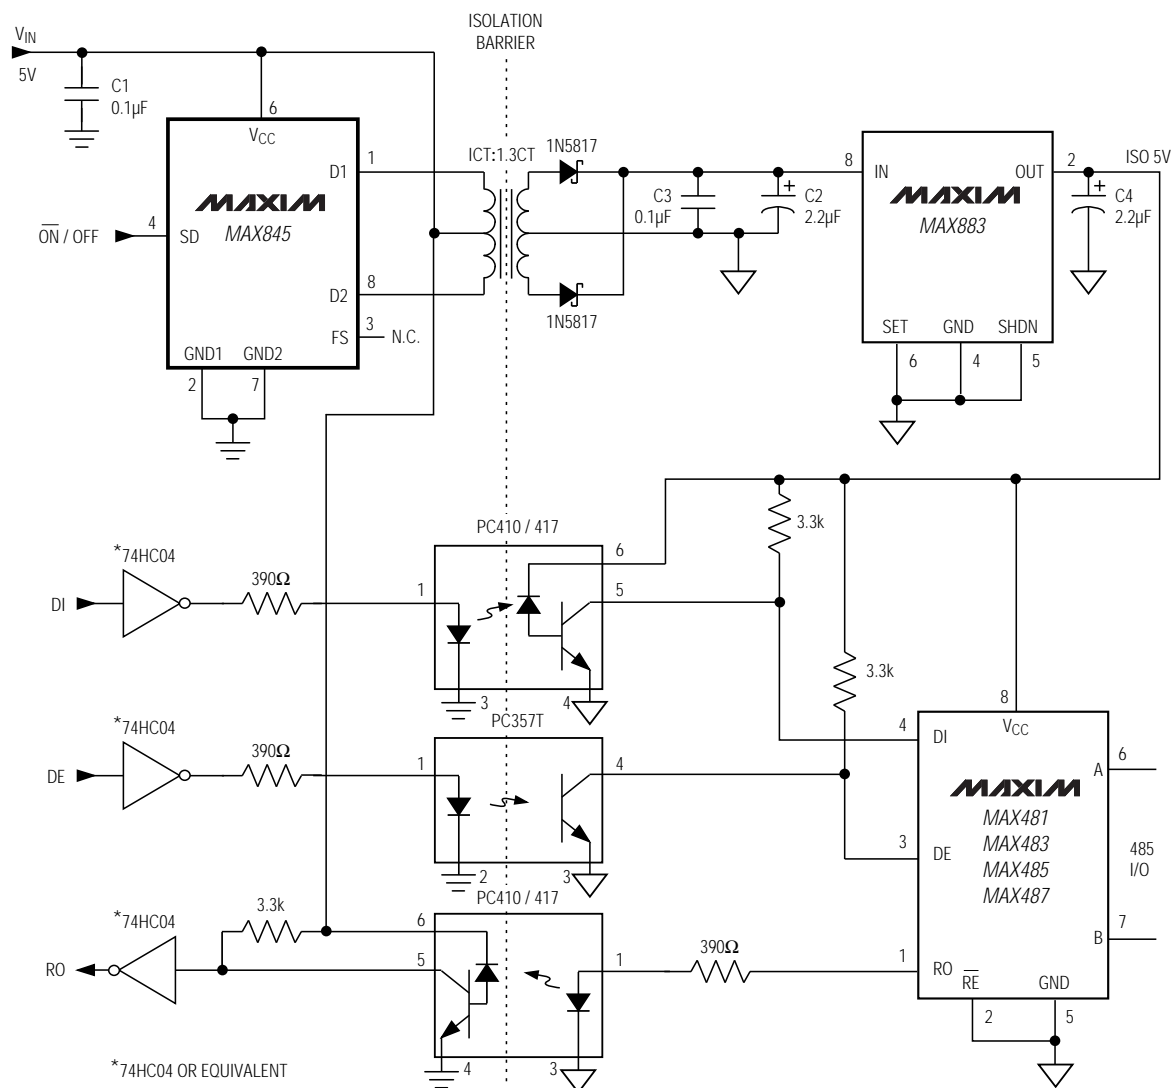 ISOLATION
BARRIER
VIN
5V
C1
0.1µF
6
VCC
1
D1
MAXIM
MAX845
4
ON / OFF
SD
8
D2
3
FS
N.C.
GND1
GND2
2
7
ICT:1.3CT
1N5817
1N5817
C3
0.1µF
+
C2
2.2µF
8
IN
OUT
2
MAXIM
MAX883
SET
GND
SHDN
6
4
5
ISO 5V
+
C4
2.2µF
*74HC04
DI
390Ω
PC410 / 417
1
6
5
3
4
3.3k
3.3k
*74HC04
DE
390Ω
PC357T
1
4
2
3
*74HC04
RO
3.3k
PC410 / 417
6
5
4
1
3
390Ω
8
VCC
4
DI
3
DE
1
RO
RE
GND
2
5
MAXIM
MAX481
MAX483
MAX485
MAX487
A
6
485
I/O
B
7
*74HC04 OR EQUIVALENT